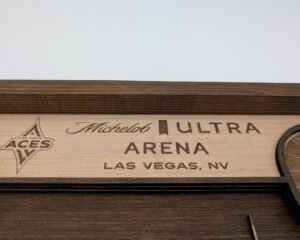 ACES
Michelob ULTRA
ARENA
LAS VEGAS, NV